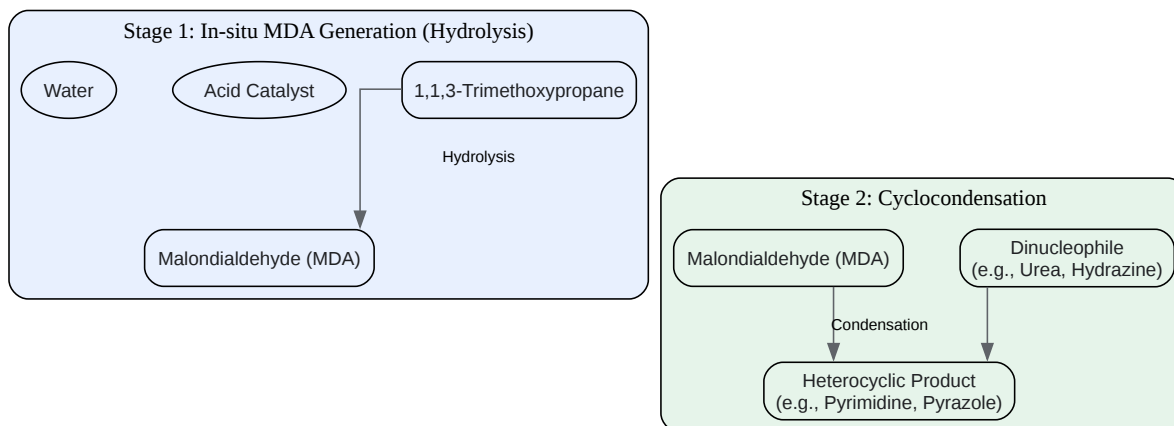 Stage 1: In-situ MDA Generation (Hydrolysis)
Water
Acid Catalyst
1,1,3-Trimethoxypropane
Hydrolysis
Malondialdehyde (MDA)
Stage 2: Cyclocondensation
Malondialdehyde (MDA)
Dinucleophile
(e.g., Urea, Hydrazine)
Condensation
Heterocyclic Product
(e.g., Pyrimidine, Pyrazole)